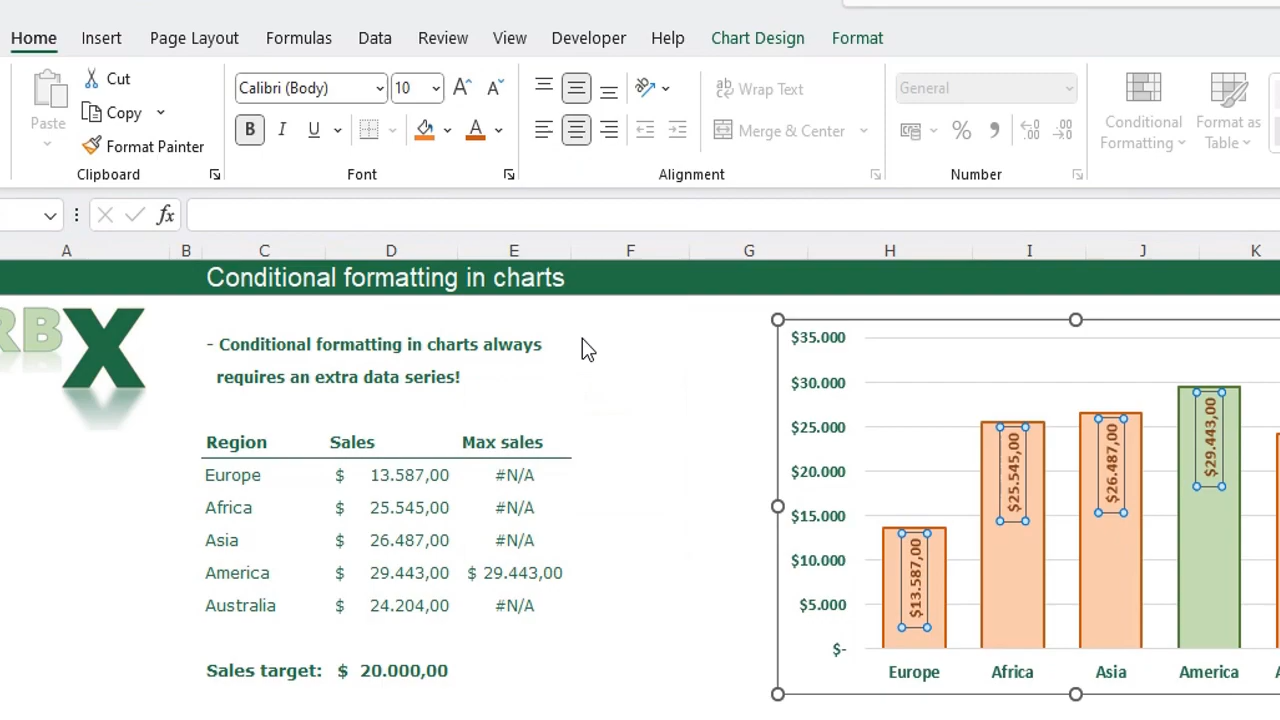 Home Insert Page Layout Formulas Data Review View Developer Help Chart Design Format
Cut
Copy
Format Painter
Paste
Clipboard
Calibri (Body) 10
A A
B I U A
Font
ab Wrap Text
Merge & Center
Alignment
General
% 9
Number
Conditional
Formatting
Format as
Table
fx
A B C D E F G H I J K
Conditional formatting in charts
RB X
- Conditional formatting in charts always
requires an extra data series!
Region Sales Max sales
Europe $ 13.587,00 #N/A
Africa $ 25.545,00 #N/A
Asia $ 26.487,00 #N/A
America $ 29.443,00 $ 29.443,00
Australia $ 24.204,00 #N/A
Sales target: $ 20.000,00
$35.000
$30.000
$25.000
$20.000
$15.000
$10.000
$5.000
$-
$13.587,00
$25.545,00
$26.487,00
$29.443,00
Europe Africa Asia America